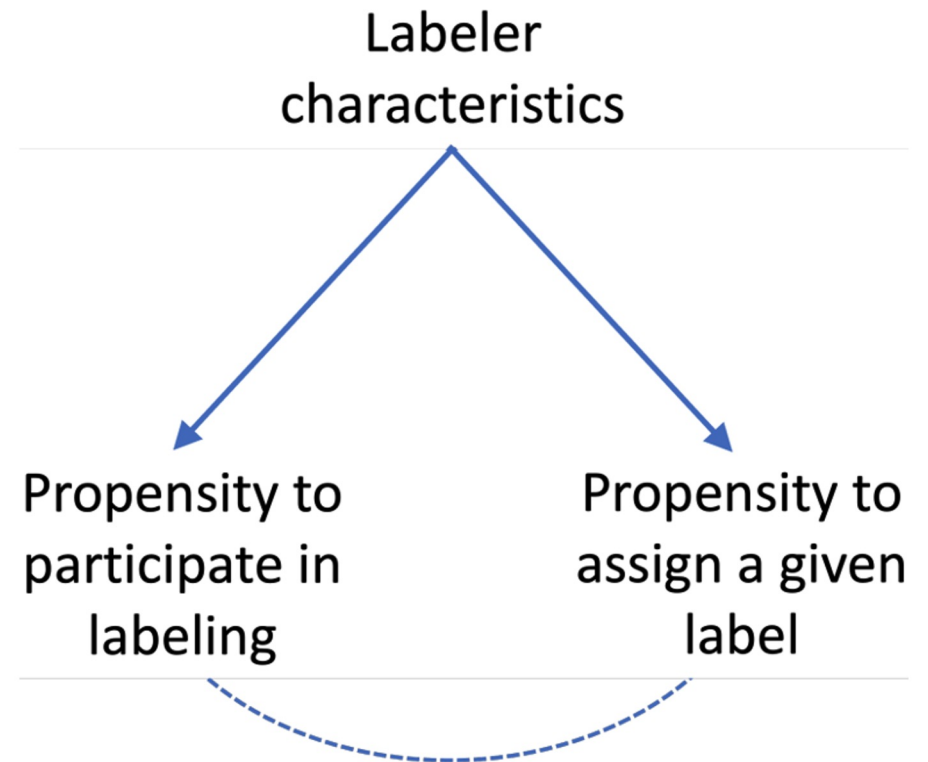 Labeler
characteristics
Propensity to
participate in
labeling
Propensity to
assign a given
label